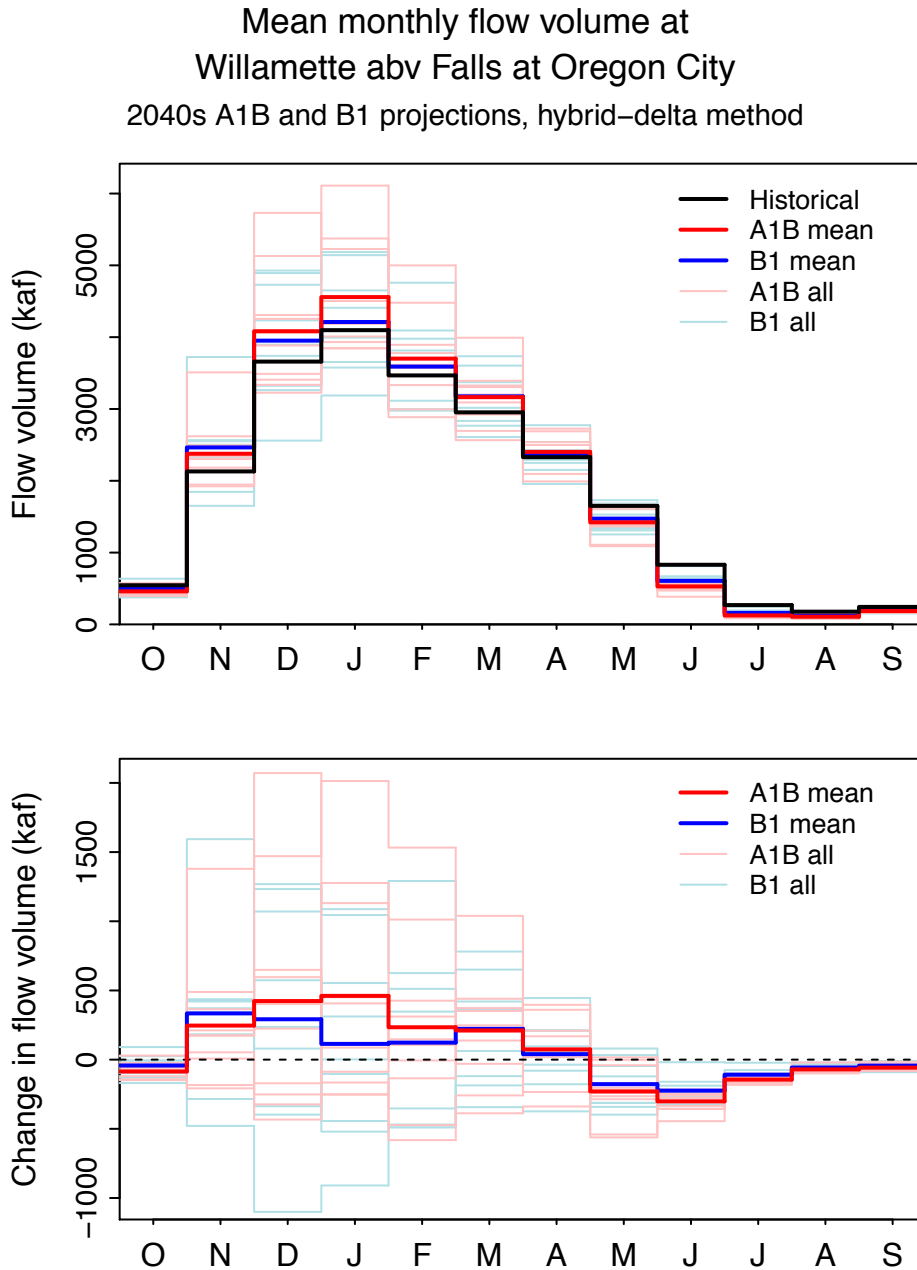 Mean monthly flow volume at
Willamette abv Falls at Oregon City
2040s A1B and B1 projections, hybrid−delta method
Flow volume (kaf)
5000
3000
1000
0
Historical
A1B mean
B1 mean
A1B all
B1 all
O N D J F M A M J J A S
Change in flow volume (kaf)
1500
500
0
−1000
A1B mean
B1 mean
A1B all
B1 all
O N D J F M A M J J A S